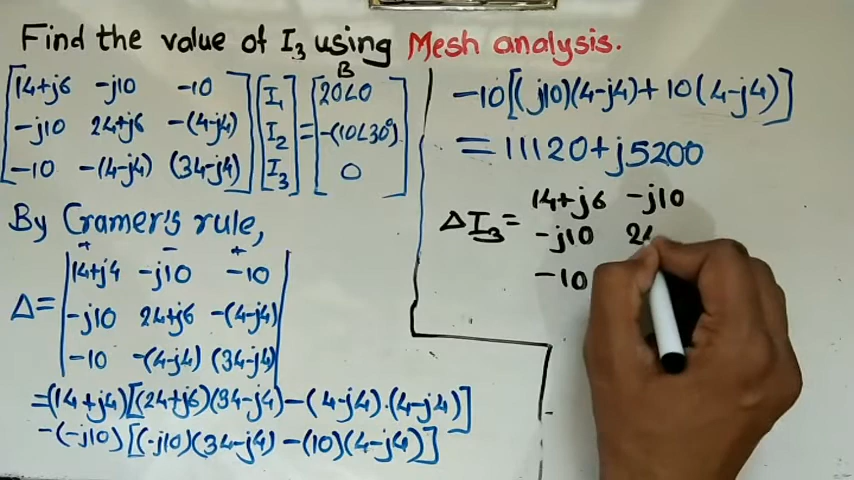 Find the value of I3 using Mesh analysis.
B
[14+j6 -j10 -10] [I1] = [20∠0]
[-j10 24+j6 -(4-j4)] [I2] = [-(10∠30°)]
[-10 -(4-j4) (34-j4)] [I3] = [0]
By Cramer's rule,
+ - +
Δ= |14+j4 -j10 -10|
|-j10 24+j6 -(4-j4)|
|-10 -(4-j4) (34-j4)|
=(14+j4)[(24+j6)(34-j4)-(4-j4).(4-j4)]
-(-j10)[(-j10)(34-j4)-(10)(4-j4)]
-10[(j10)(4-j4)+10(4-j4)]
=11120+j5200
ΔI3= 14+j6 -j10
-j10 24
-10